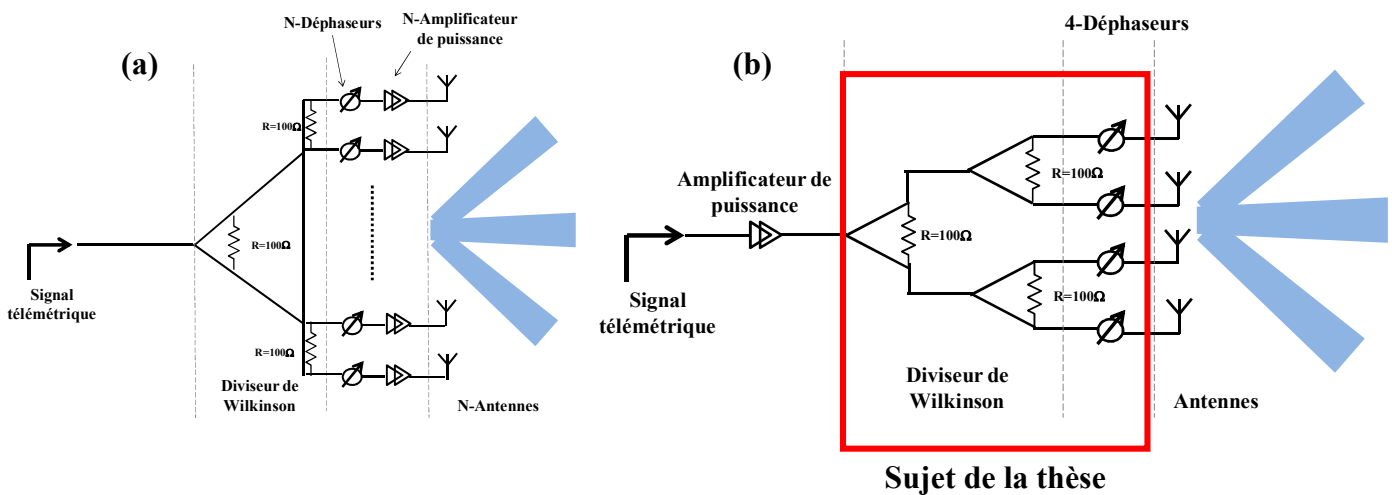 (a)
N-Déphaseurs
N-Amplificateur
de puissance
R=100Ω
R=100Ω
R=100Ω
Signal
télémétrique
Diviseur de
Wilkinson
N-Antennes
(b)
4-Déphaseurs
Amplificateur de
puissance
R=100Ω
R=100Ω
R=100Ω
Signal
télémétrique
Diviseur de
Wilkinson
Antennes
Sujet de la thèse